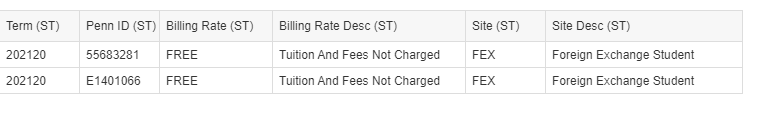 Term (ST) Penn ID (ST) Billing Rate (ST) Billing Rate Desc (ST) Site (ST) Site Desc (ST)
202120 55683281 FREE Tuition And Fees Not Charged FEX Foreign Exchange Student
202120 E1401066 FREE Tuition And Fees Not Charged FEX Foreign Exchange Student